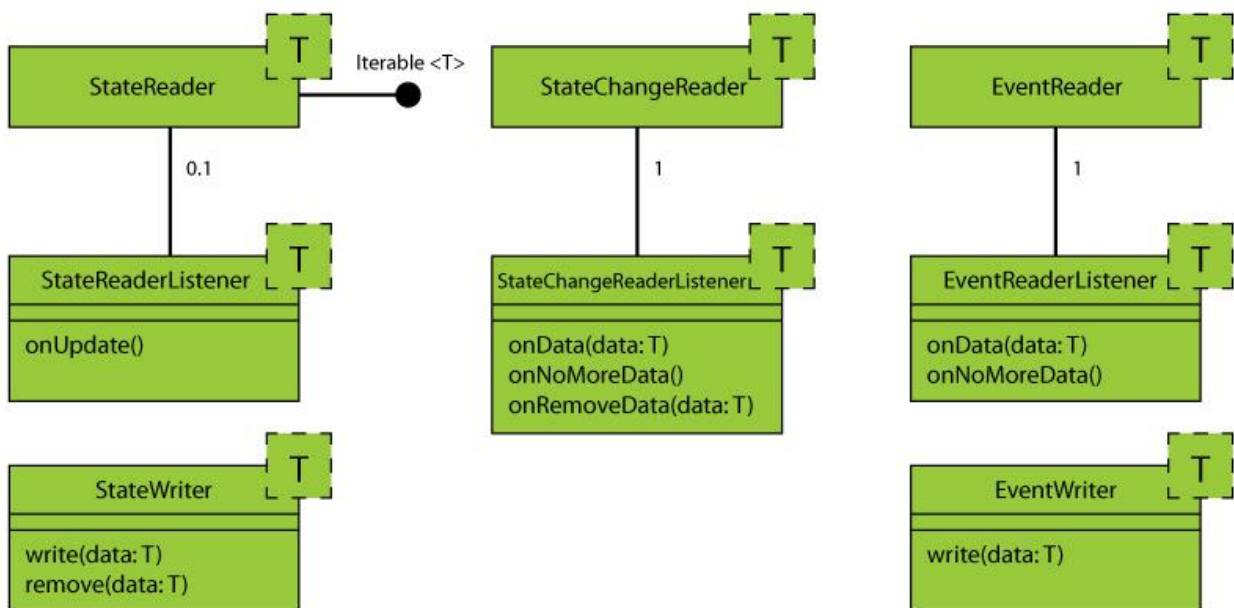 T
StateReader
Iterable <T>
0.1
T
StateReaderListener
onUpdate()
T
StateWriter
write(data: T)
remove(data: T)
T
StateChangeReader
1
T
StateChangeReaderListener
onData(data: T)
onNoMoreData()
onRemoveData(data: T)
T
EventReader
1
T
EventReaderListener
onData(data: T)
onNoMoreData()
T
EventWriter
write(data: T)